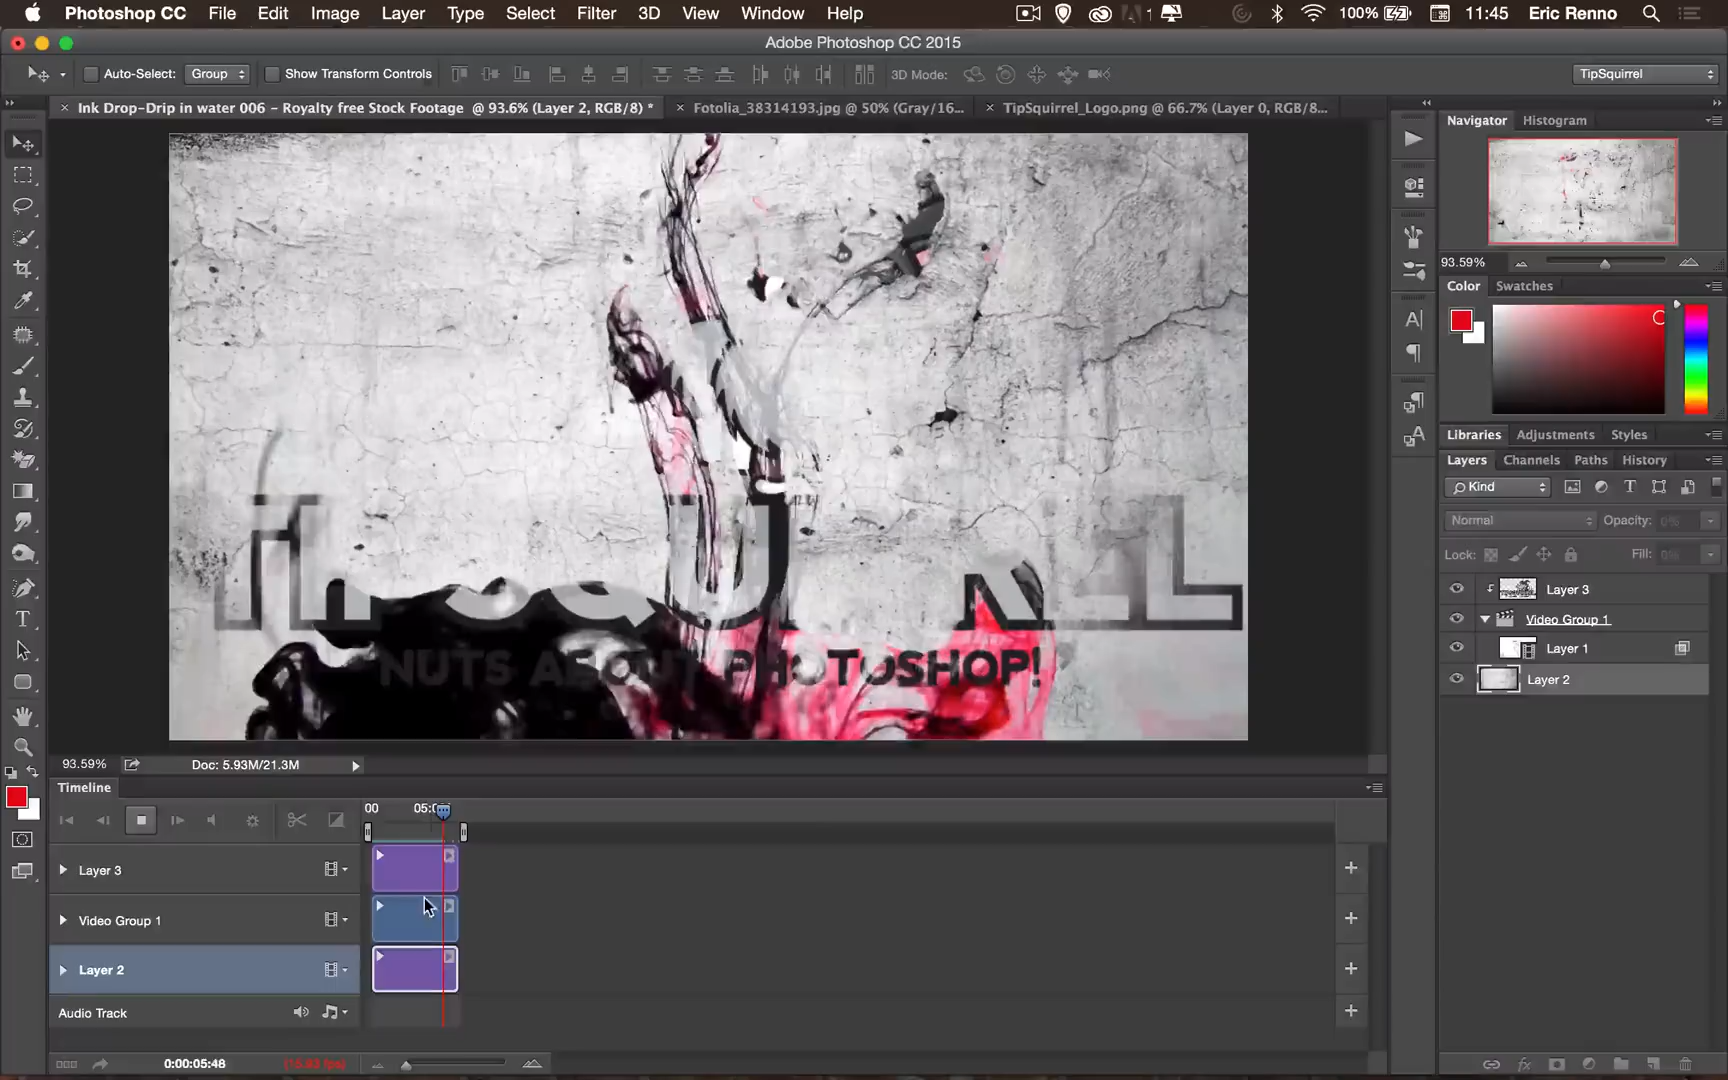 Photoshop CC File Edit Image Layer Type Select Filter 3D View Window Help 1 100% 11:45 Eric Renno
Adobe Photoshop CC 2015
Auto-Select: Group Show Transform Controls 3D Mode: TipSquirrel
Ink Drop-Drip in water 006 – Royalty free Stock Footage @ 93.6% (Layer 2, RGB/8) * Fotolia_38314193.jpg @ 50% (Gray/16... TipSquirrel_Logo.png @ 66.7% (Layer 0, RGB/8...
Navigator Histogram
93.59%
Color Swatches
Libraries Adjustments Styles
Layers Channels Paths History
Kind
Normal Opacity: 0%
Lock: Fill: 0%
Layer 3
Video Group 1
Layer 1
Layer 2
NUTS ABOUT PHOTOSHOP!
93.59% Doc: 5.93M/21.3M
Timeline
00 05:0
Layer 3
Video Group 1
Layer 2
Audio Track
0:00:05:48